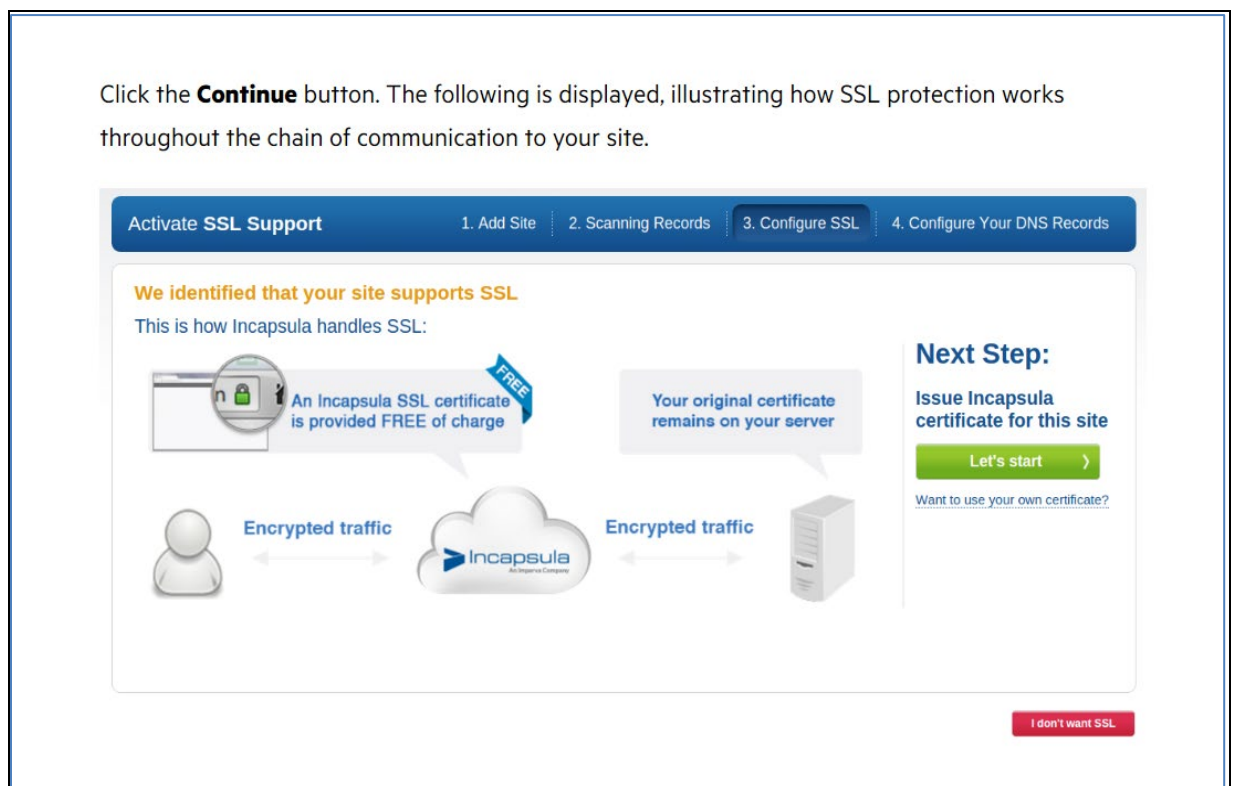 Click the Continue button. The following is displayed, illustrating how SSL protection works
throughout the chain of communication to your site.
Activate SSL Support
1. Add Site
2. Scanning Records
3. Configure SSL
4. Configure Your DNS Records
We identified that your site supports SSL
This is how Incapsula handles SSL:
n
An Incapsula SSL certificate
is provided FREE of charge
FREE
Your original certificate
remains on your server
Encrypted traffic
Incapsula
An Imperva Company
Encrypted traffic
Next Step:
Issue Incapsula
certificate for this site
Let's start
Want to use your own certificate?
I don't want SSL